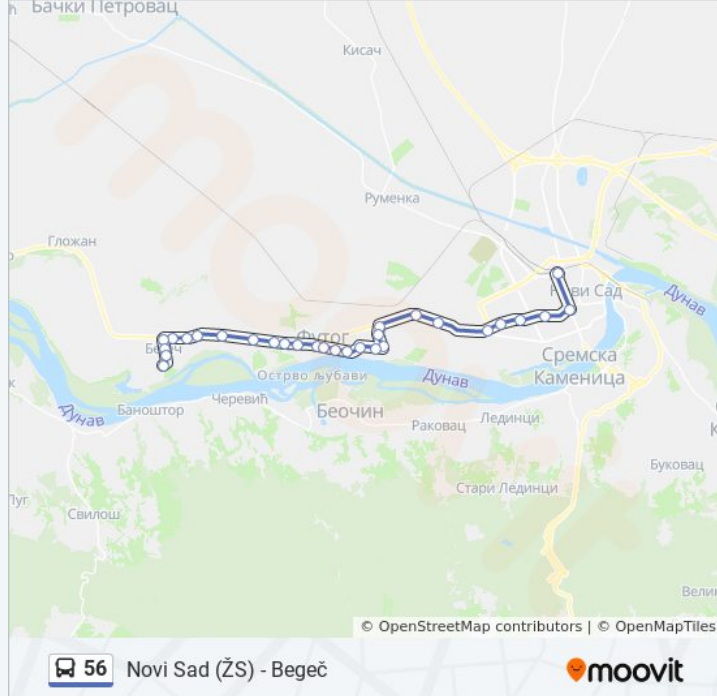 Бачки Петровац
Кисач
Руменка
Гложан
Нови Сад
Дунав
Футог
Бегеч
Острво љубави
Дунав
Сремска
Каменица
Баноштор
Черевић
Беочин
Раковац
Лединци
Дунав
Буковац
Стари Лединци
Свилош
© OpenStreetMap contributors | © OpenMapTiles
56
Novi Sad (ŽS) - Begeč
moovit